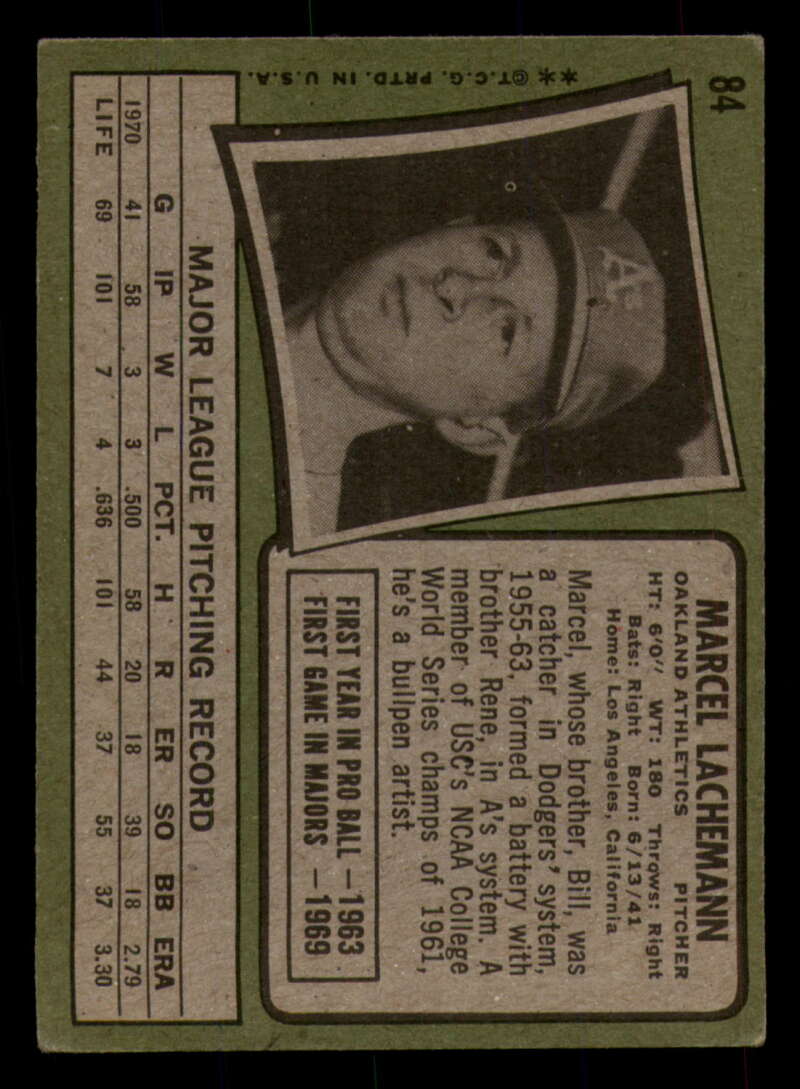 84
**©T.C.G. PRTD. IN U.S.A.
A
MARCEL LACHEMANN
OAKLAND ATHLETICS PITCHER
HT: 6'0" WT: 180 Throws: Right
Bats: Right Born: 6/13/41
Home: Los Angeles, California
Marcel, whose brother, Bill, was
a catcher in Dodgers' system,
1955-63, formed a battery with
brother Rene, in A's system. A
member of USC's NCAA College
World Series champs of 1961,
he's a bullpen artist.
FIRST YEAR IN PRO BALL — 1963
FIRST GAME IN MAJORS — 1969
MAJOR LEAGUE PITCHING RECORD
G IP W L PCT. H R ER SO BB ERA
1970 41 58 3 3 .500 58 20 18 39 18 2.79
LIFE 69 101 7 4 .636 101 44 37 55 37 3.30